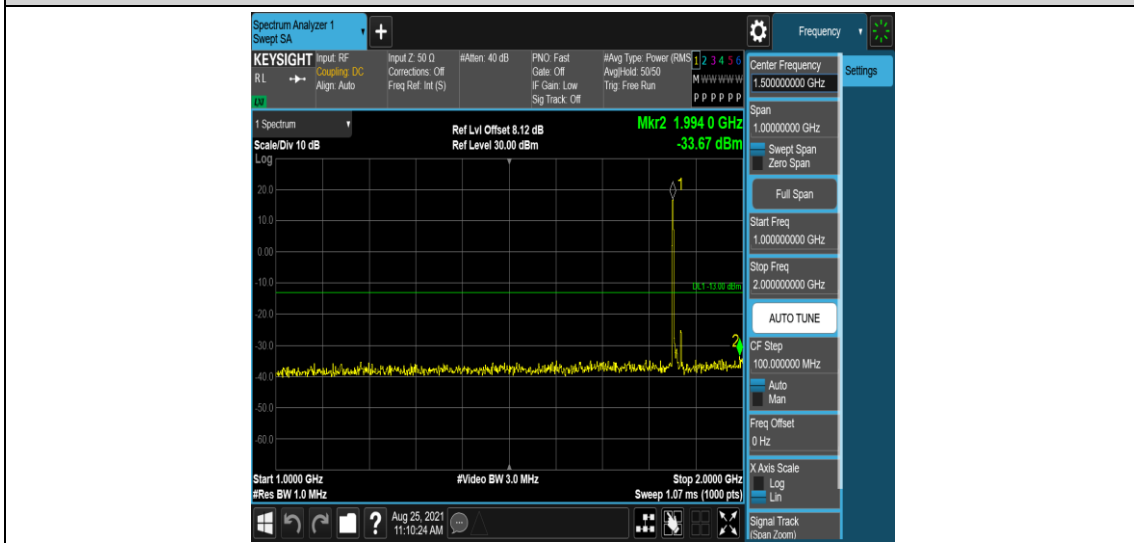 Spectrum Analyzer 1
Swept SA
+
Frequency
KEYSIGHT
RL
LXI
Input: RF
Coupling: DC
Align: Auto
Input Z: 50 Ω
Corrections: Off
Freq Ref: Int (S)
#Atten: 40 dB
PNO: Fast
Gate: Off
IF Gain: Low
Sig Track: Off
#Avg Type: Power (RMS
Avg|Hold: 50/50
Trig: Free Run
1 2 3 4 5 6
M W W W W W
P P P P P P
1 Spectrum
Scale/Div 10 dB
Ref Lvl Offset 8.12 dB
Ref Level 30.00 dBm
Mkr2 1.994 0 GHz
-33.67 dBm
Log
1
20.0
10.0
0.00
-10.0
DL1 -13.00 dBm
-20.0
2
-30.0
-40.0
-50.0
-60.0
Start 1.0000 GHz
#Video BW 3.0 MHz
Stop 2.0000 GHz
#Res BW 1.0 MHz
Sweep 1.07 ms (1000 pts)
?
Aug 25, 2021
11:10:24 AM
Center Frequency
1.500000000 GHz
Settings
Span
1.00000000 GHz
Swept Span
Zero Span
Full Span
Start Freq
1.000000000 GHz
Stop Freq
2.000000000 GHz
AUTO TUNE
CF Step
100.000000 MHz
Auto
Man
Freq Offset
0 Hz
X Axis Scale
Log
Lin
Signal Track
(Span Zoom)